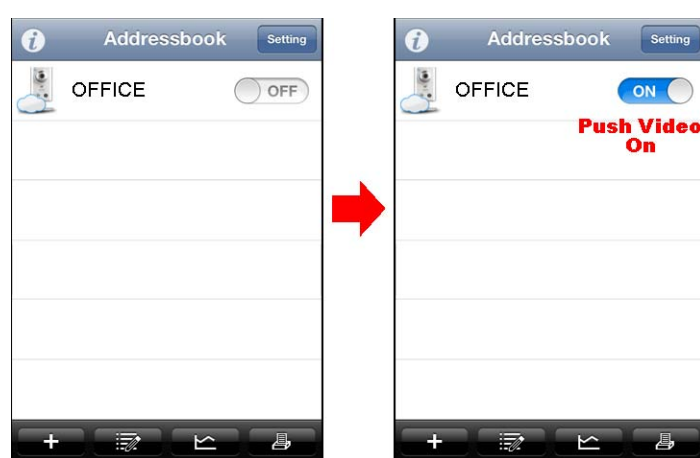 Addressbook Setting
OFFICE OFF
Addressbook Setting
OFFICE ON
Push Video
On